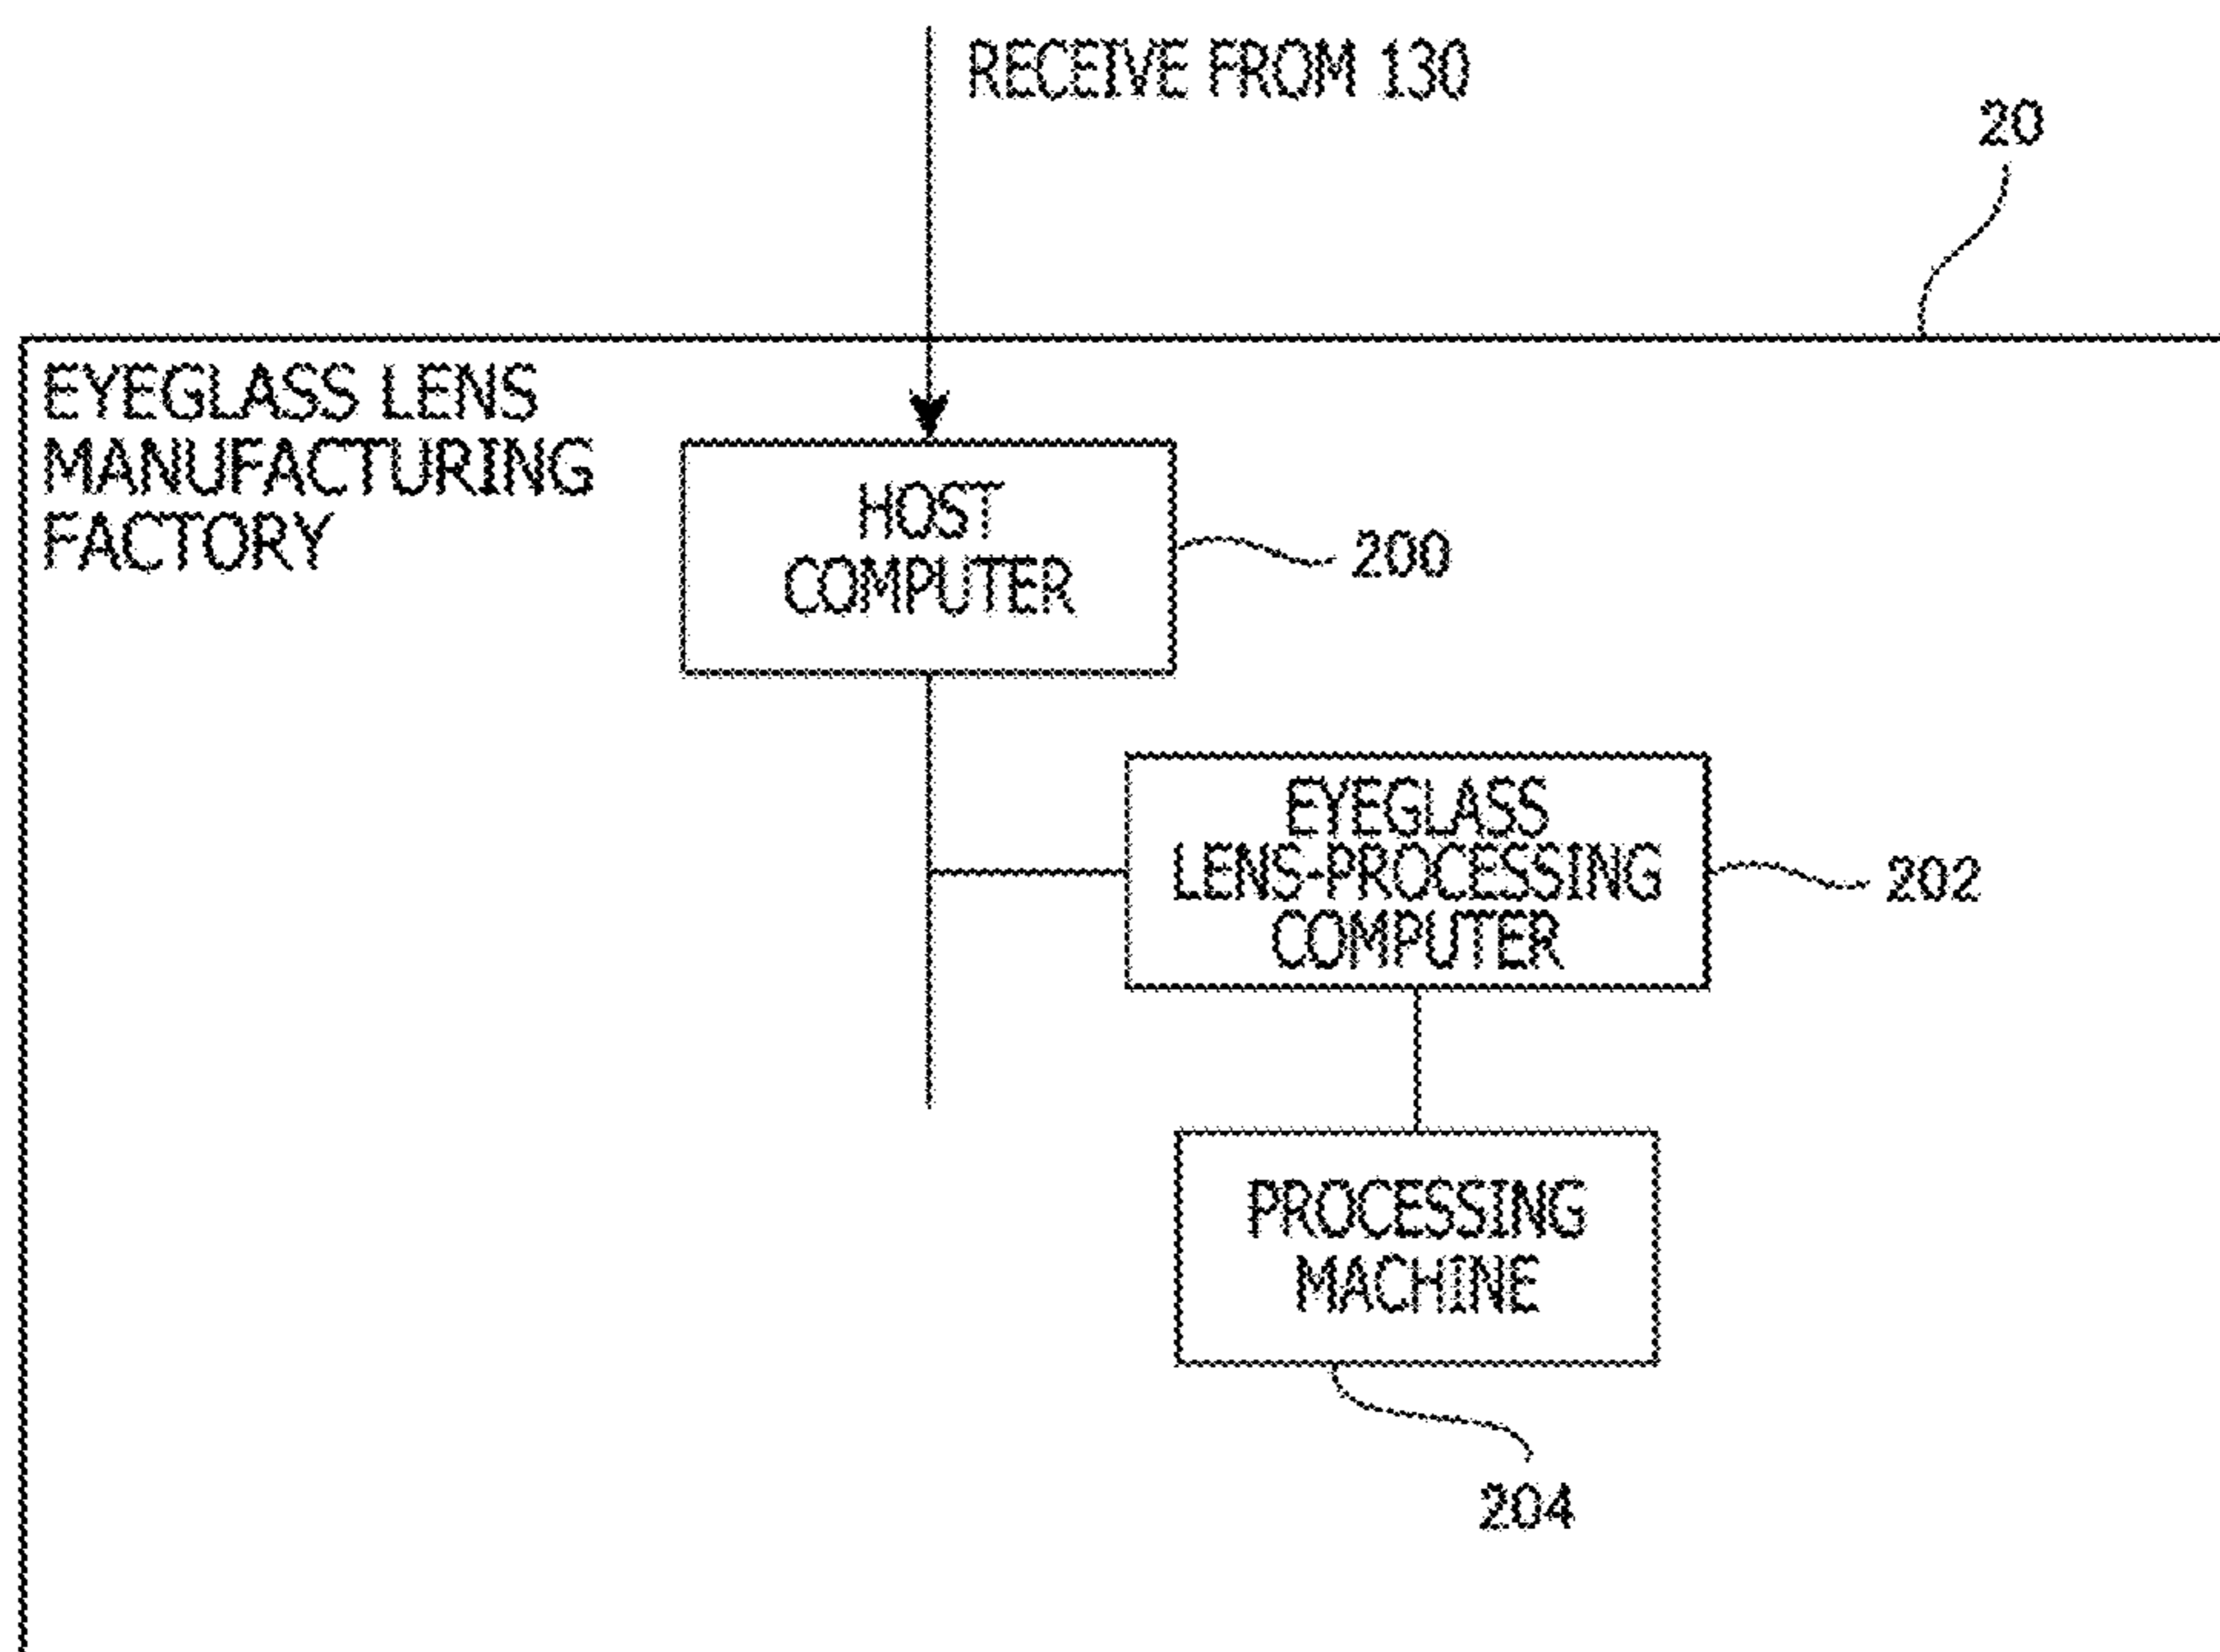 RECEIVE FROM 130
20
EYEGLASS LENS
MANUFACTURING
FACTORY
HOST
COMPUTER
200
EYEGLASS
LENS-PROCESSING
COMPUTER
202
PROCESSING
MACHINE
204